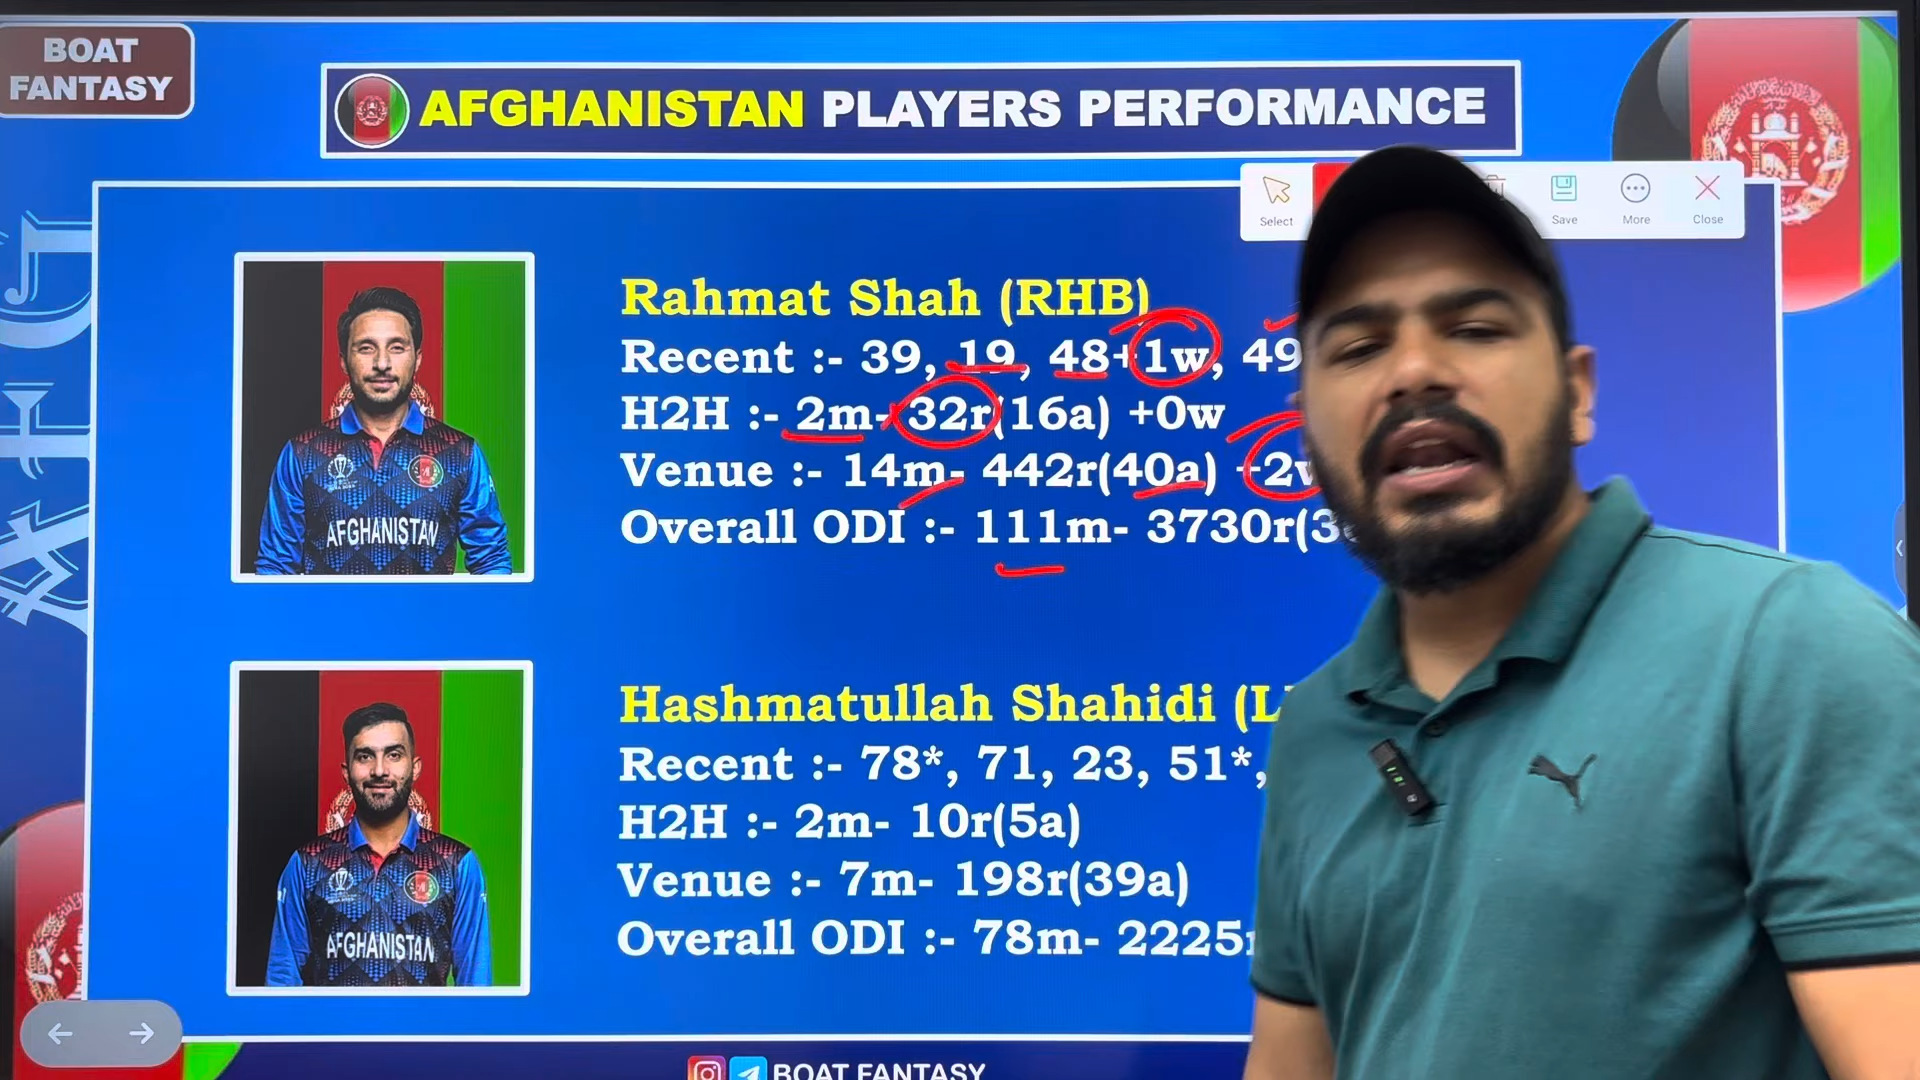 BOAT
FANTASY
AFGHANISTAN PLAYERS PERFORMANCE
Select
Save
More
Close
Rahmat Shah (RHB)
Recent :- 39, 19, 48+1w, 49
H2H :- 2m- 32r(16a) +0w
Venue :- 14m- 442r(40a) +2w
Overall ODI :- 111m- 3730r(3
AFGHANISTAN
Hashmatullah Shahidi (L
Recent :- 78*, 71, 23, 51*,
H2H :- 2m- 10r(5a)
Venue :- 7m- 198r(39a)
Overall ODI :- 78m- 2225r
AFGHANISTAN
AFG
BOAT FANTASY